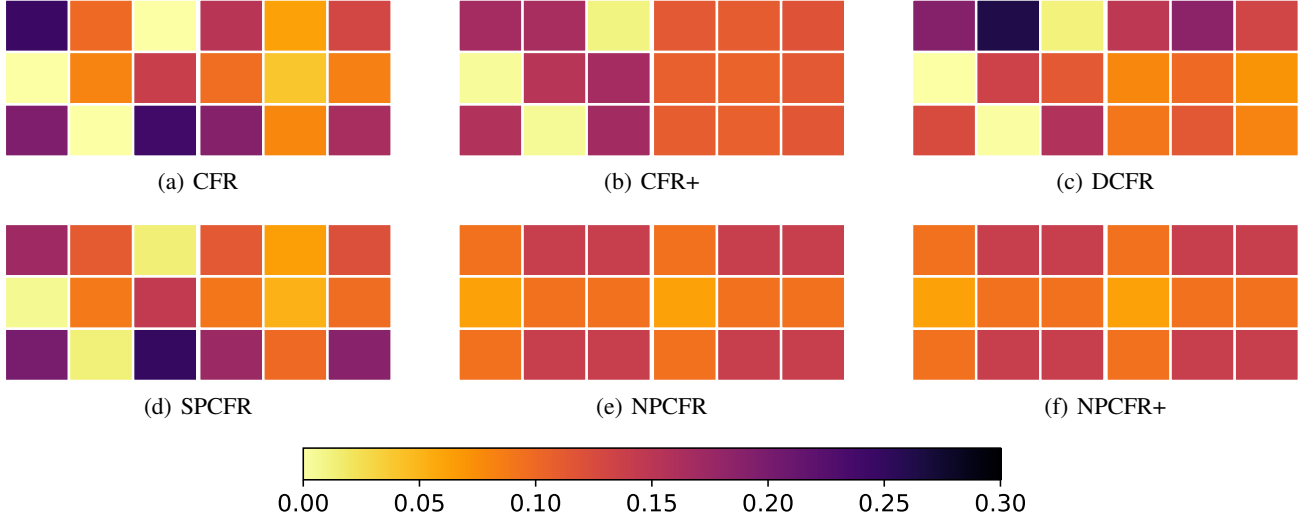 (a) CFR
(b) CFR+
(c) DCFR
(d) SPCFR
(e) NPCFR
(f) NPCFR+
0.00 0.05 0.10 0.15 0.20 0.25 0.30